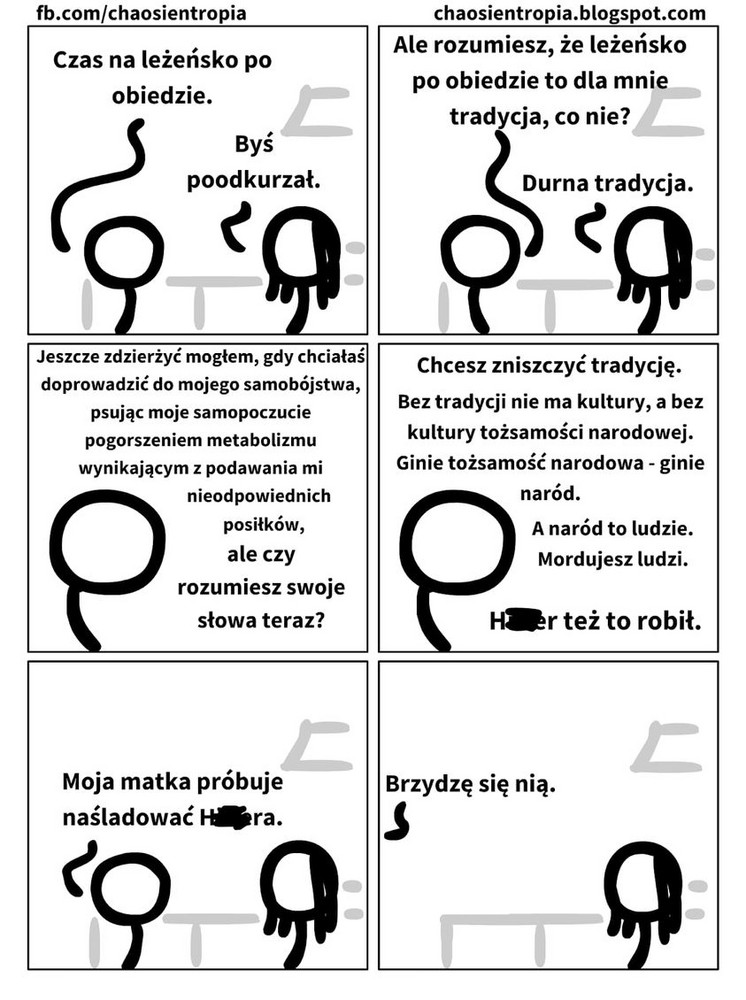 fb.com/chaosientropia
chaosientropia.blogspot.com
Czas na leżeńsko po
obiedzie.
Byś
poodkurzał.
Ale rozumiesz, że leżeńsko
po obiedzie to dla mnie
tradycja, co nie?
Durna tradycja.
Jeszcze zdzierżyć mogłem, gdy chciałaś
doprowadzić do mojego samobójstwa,
psując moje samopoczucie
pogorszeniem metabolizmu
wynikającym z podawania mi
nieodpowiednich
posiłków,
ale czy
rozumiesz swoje
słowa teraz?
Chcesz zniszczyć tradycję.
Bez tradycji nie ma kultury, a bez
kultury tożsamości narodowej.
Ginie tożsamość narodowa - ginie
naród.
A naród to ludzie.
Mordujesz ludzi.
też to robił.
Moja matka próbuje
naśladować
Brzydzę się nią.